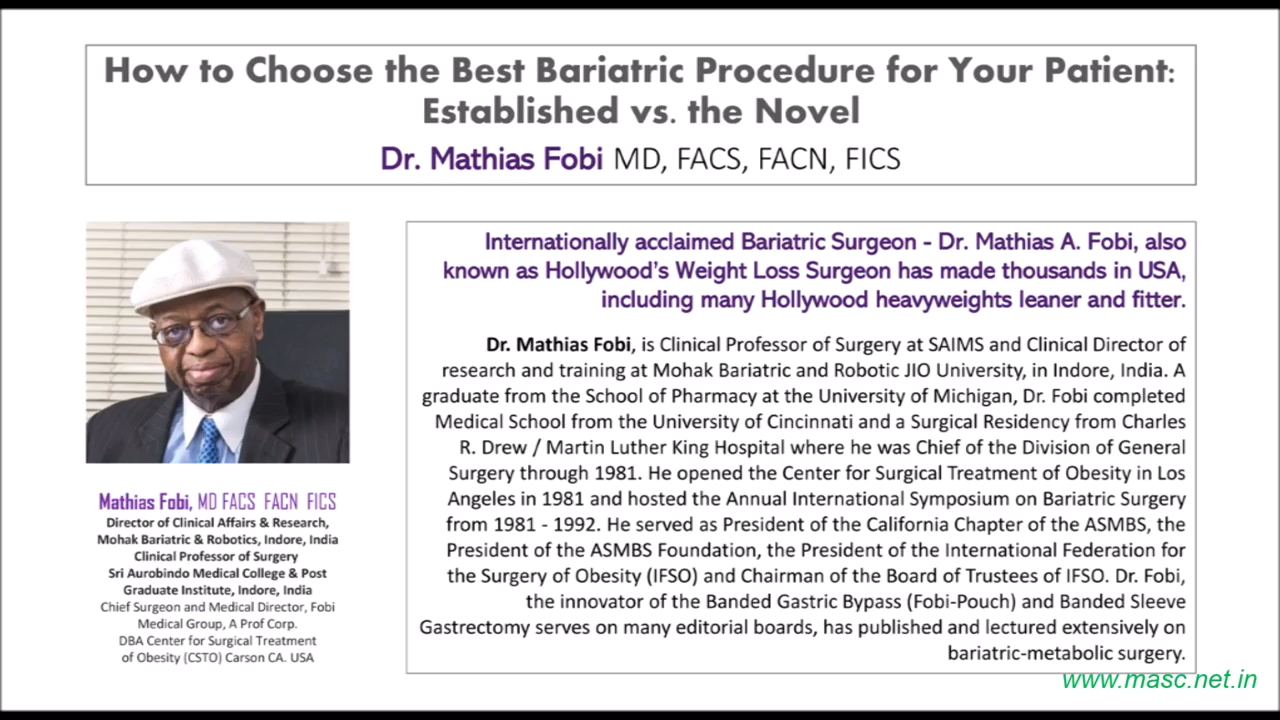 How to Choose the Best Bariatric Procedure for Your Patient:
Established vs. the Novel
Dr. Mathias Fobi MD, FACS, FACN, FICS
Mathias Fobi, MD FACS FACN FICS
Director of Clinical Affairs & Research,
Mohak Bariatric & Robotics, Indore, India
Clinical Professor of Surgery
Sri Aurobindo Medical College & Post
Graduate Institute, Indore, India
Chief Surgeon and Medical Director, Fobi
Medical Group, A Prof Corp.
DBA Center for Surgical Treatment
of Obesity (CSTO) Carson CA. USA
Internationally acclaimed Bariatric Surgeon - Dr. Mathias A. Fobi, also
known as Hollywood's Weight Loss Surgeon has made thousands in USA,
including many Hollywood heavyweights leaner and fitter.
Dr. Mathias Fobi, is Clinical Professor of Surgery at SAIMS and Clinical Director of
research and training at Mohak Bariatric and Robotic JIO University, in Indore, India. A
graduate from the School of Pharmacy at the University of Michigan, Dr. Fobi completed
Medical School from the University of Cincinnati and a Surgical Residency from Charles
R. Drew / Martin Luther King Hospital where he was Chief of the Division of General
Surgery through 1981. He opened the Center for Surgical Treatment of Obesity in Los
Angeles in 1981 and hosted the Annual International Symposium on Bariatric Surgery
from 1981 - 1992. He served as President of the California Chapter of the ASMBS, the
President of the ASMBS Foundation, the President of the International Federation for
the Surgery of Obesity (IFSO) and Chairman of the Board of Trustees of IFSO. Dr. Fobi,
the innovator of the Banded Gastric Bypass (Fobi-Pouch) and Banded Sleeve
Gastrectomy serves on many editorial boards, has published and lectured extensively on
bariatric-metabolic surgery.
www.masc.net.in